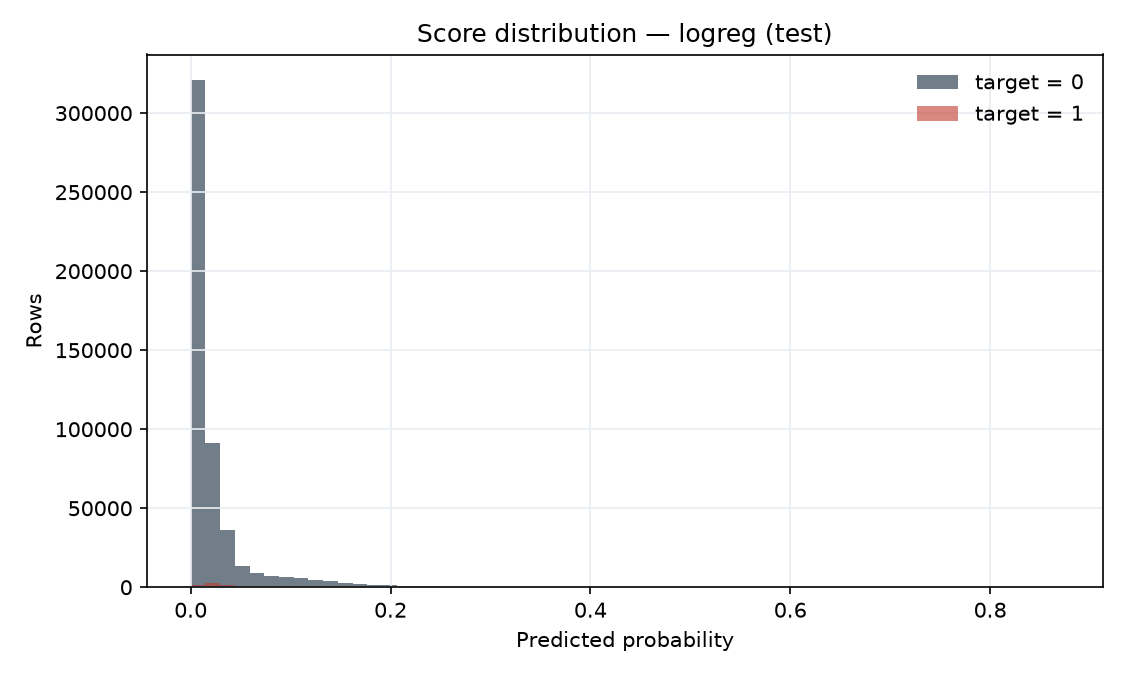 Score distribution — logreg (test)
target = 0
target = 1
300000
250000
200000
150000
100000
50000
0
Rows
0.0 0.2 0.4 0.6 0.8
Predicted probability